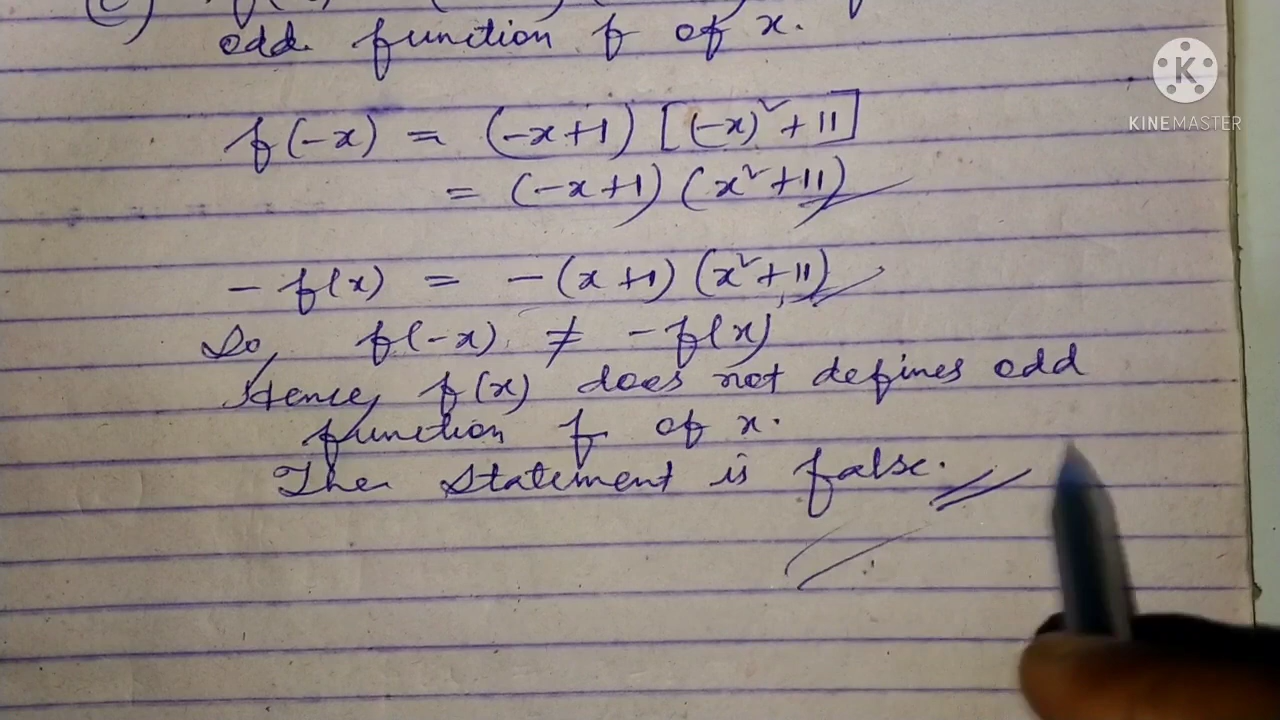 odd function f of x.
K
KINEMASTER
f(-x) = (-x+1) [(-x)²+11]
= (-x+1) (x²+11)
- f(x) = -(x+1) (x²+11)
So, f(-x) ≠ -f(x)
Hence, f(x) does not defines odd
function f of x.
The statement is false.